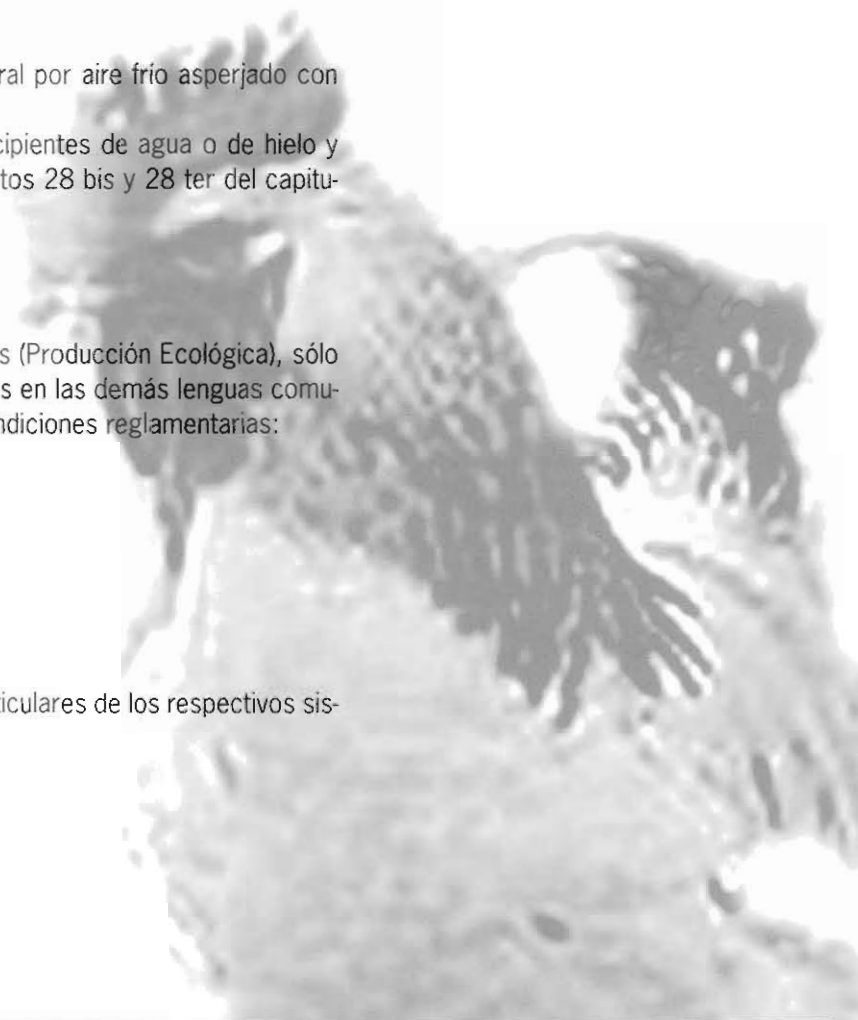 ral por aire frío asperjado con
cipientes de agua o de hielo y
tos 28 bis y 28 ter del capitu-
s (Producción Ecológica), sólo
s en las demás lenguas comu-
ndiciones reglamentarias:
ticulares de los respectivos sis-